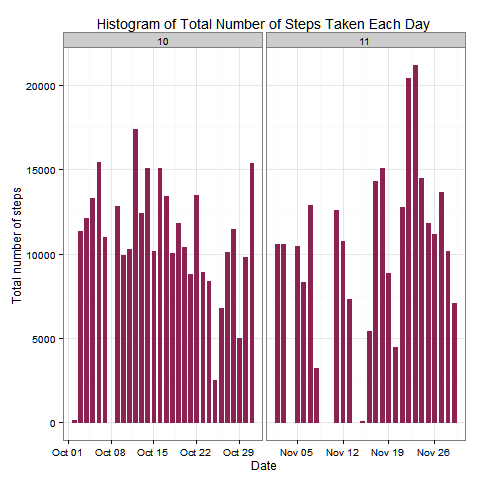 Histogram of Total Number of Steps Taken Each Day
10 11
Total number of steps
20000
15000
10000
5000
0
Oct 01 Oct 08 Oct 15 Oct 22 Oct 29 Nov 05 Nov 12 Nov 19 Nov 26
Date